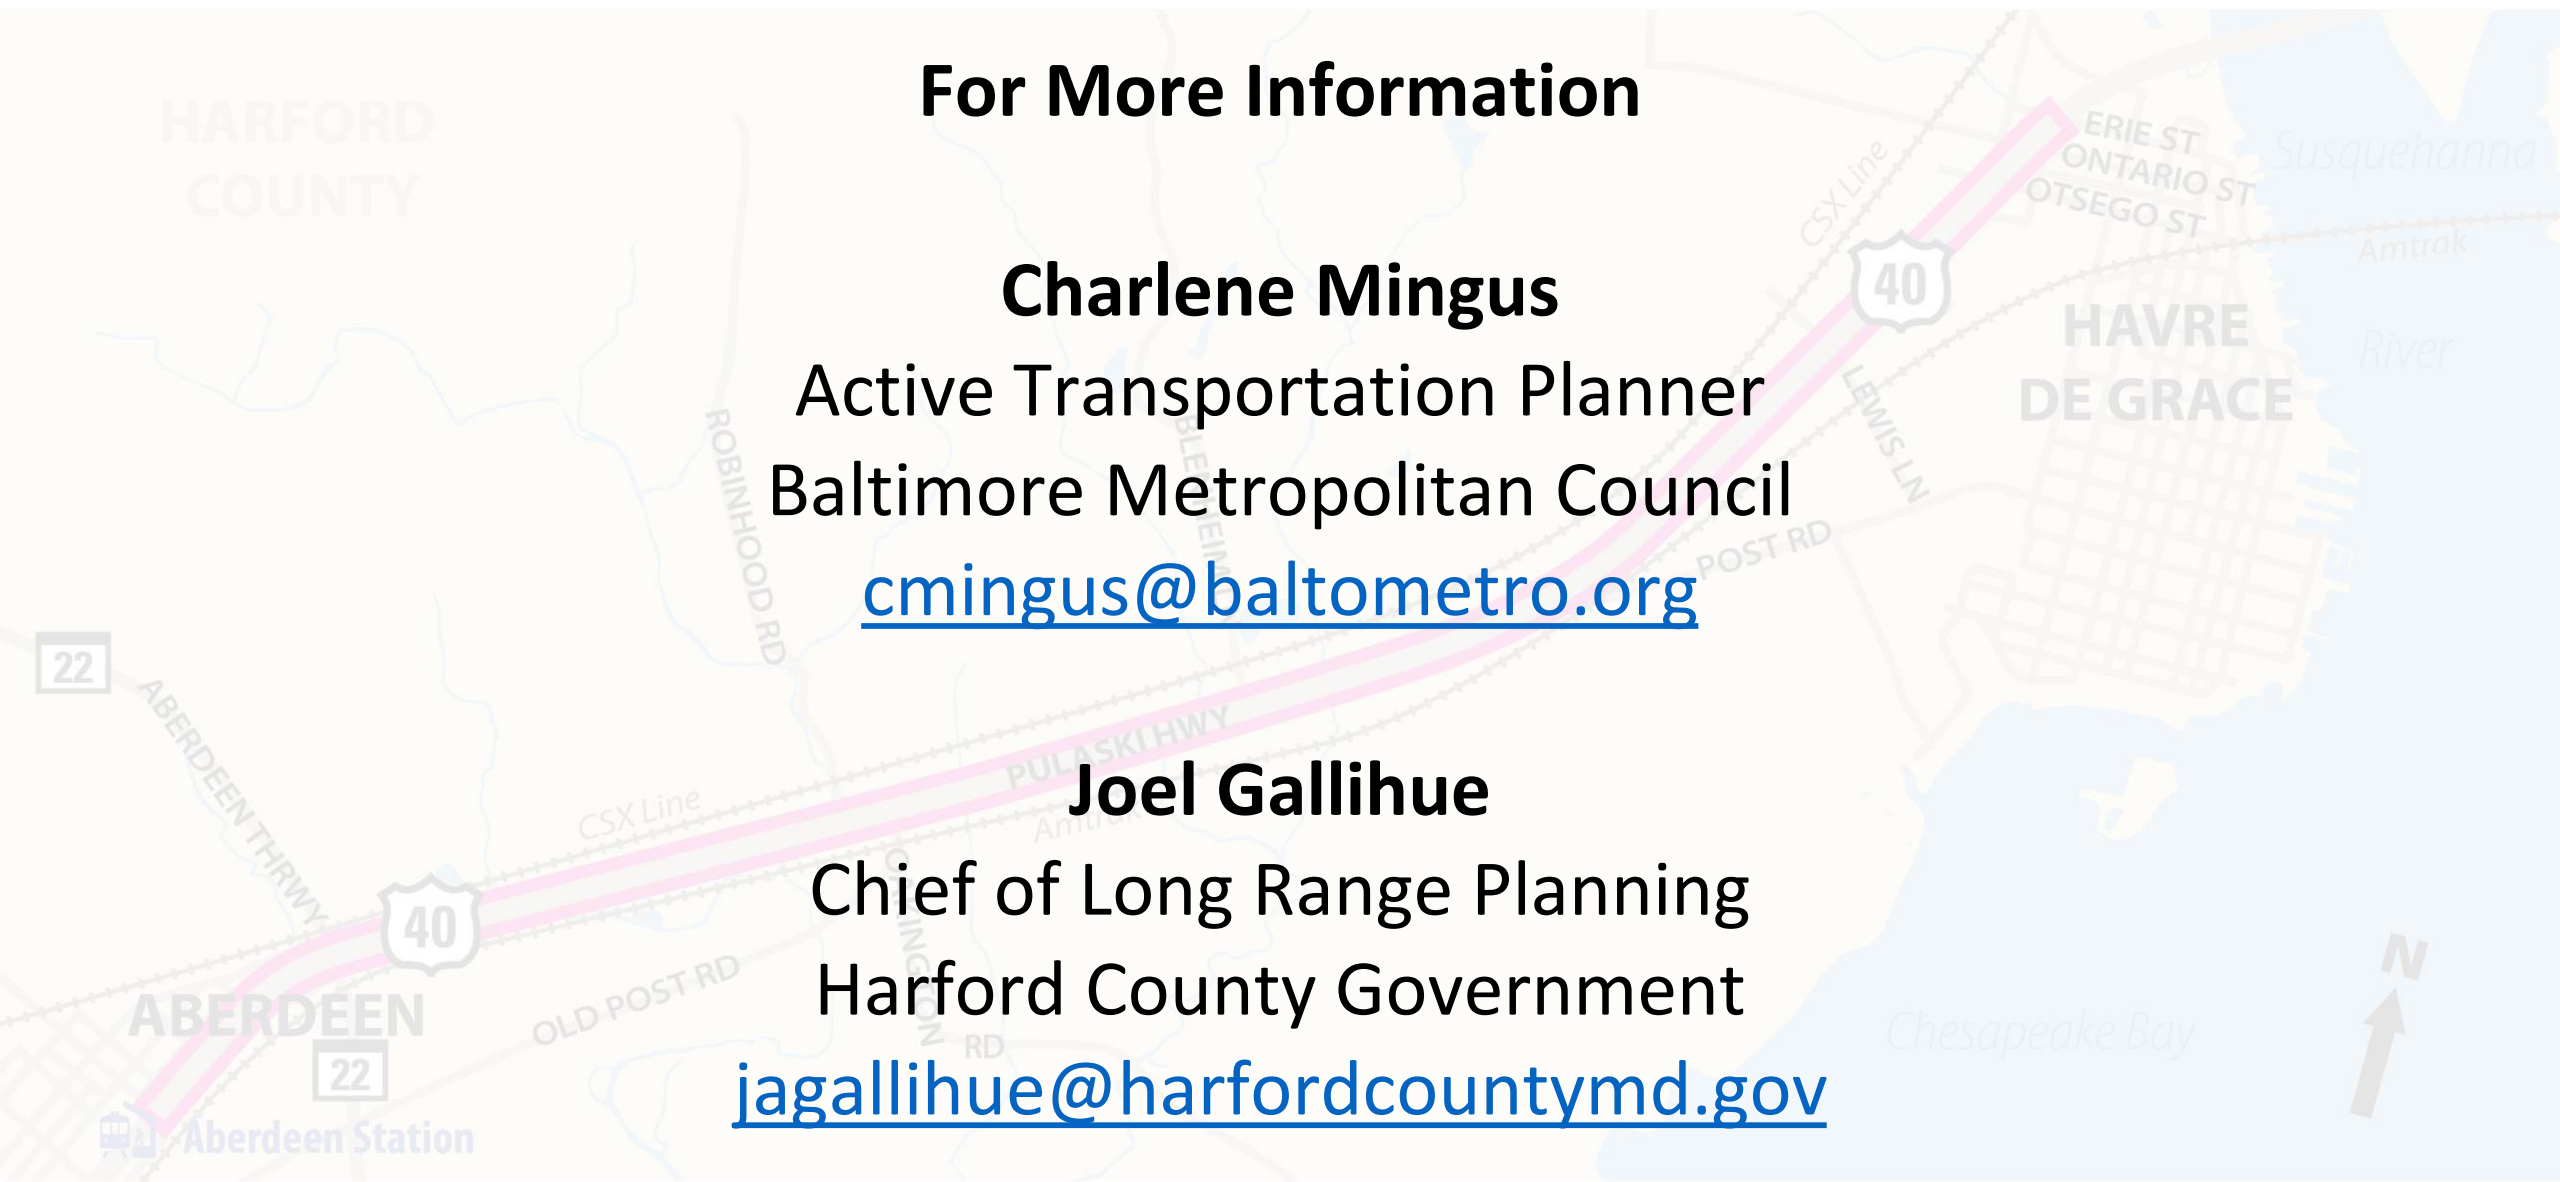 For More Information
Charlene Mingus
Active Transportation Planner
Baltimore Metropolitan Council
cmingus@baltometro.org
Joel Gallihue
Chief of Long Range Planning
Harford County Government
jagallihue@harfordcountymd.gov
HARFORD
COUNTY
ERIE ST
ONTARIO ST
OTSEGO ST
Susquehanna
River
CSX Line
Amtrak
40
HAVRE
DE GRACE
LEWIS LN
POST RD
ROBINHOOD RD
BLENHEIM
22
ABERDEEN THRWY
PULASKI HWY
CSX Line
Amtrak
40
ABERDEEN
22
OLD POST RD
OAKINGTON
RD
Aberdeen Station
Chesapeake Bay
N